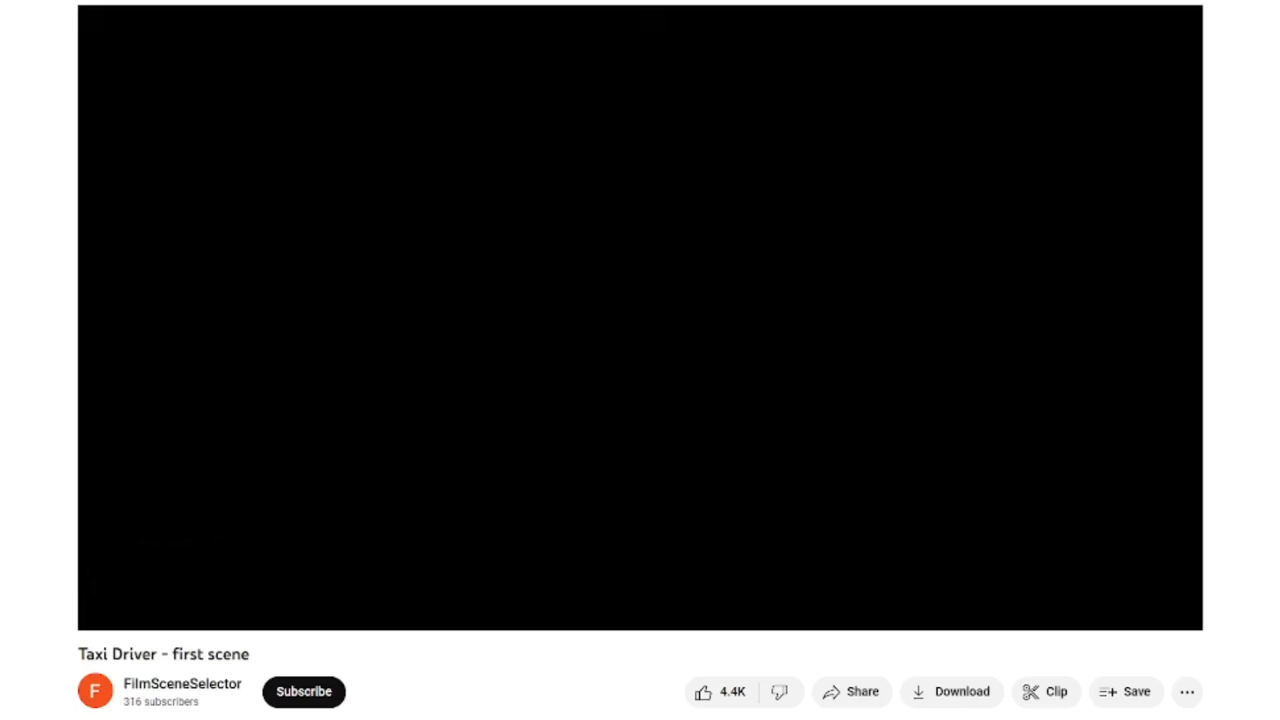 Taxi Driver - first scene
F
FilmSceneSelector
316 subscribers
Subscribe
4.4K
Share
Download
Clip
Save